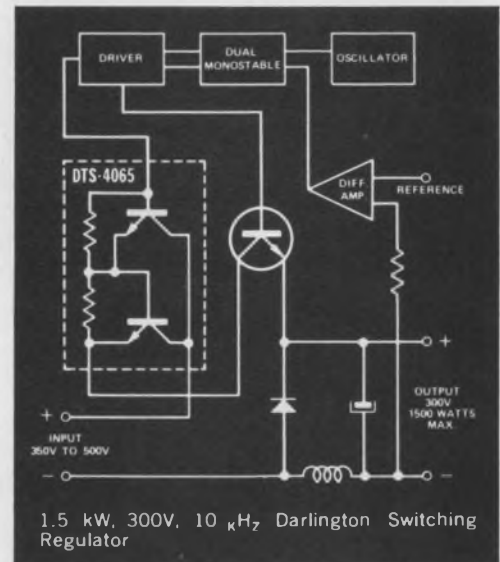 DRIVER
DUAL
MONOSTABLE
OSCILLATOR
DTS-4065
DIFF.
AMP
REFERENCE
+
+
INPUT
350V TO 500V
-
OUTPUT
300V
1500 WATTS
MAX
-
1.5 kW, 300V, 10 KHz Darlington Switching
Regulator